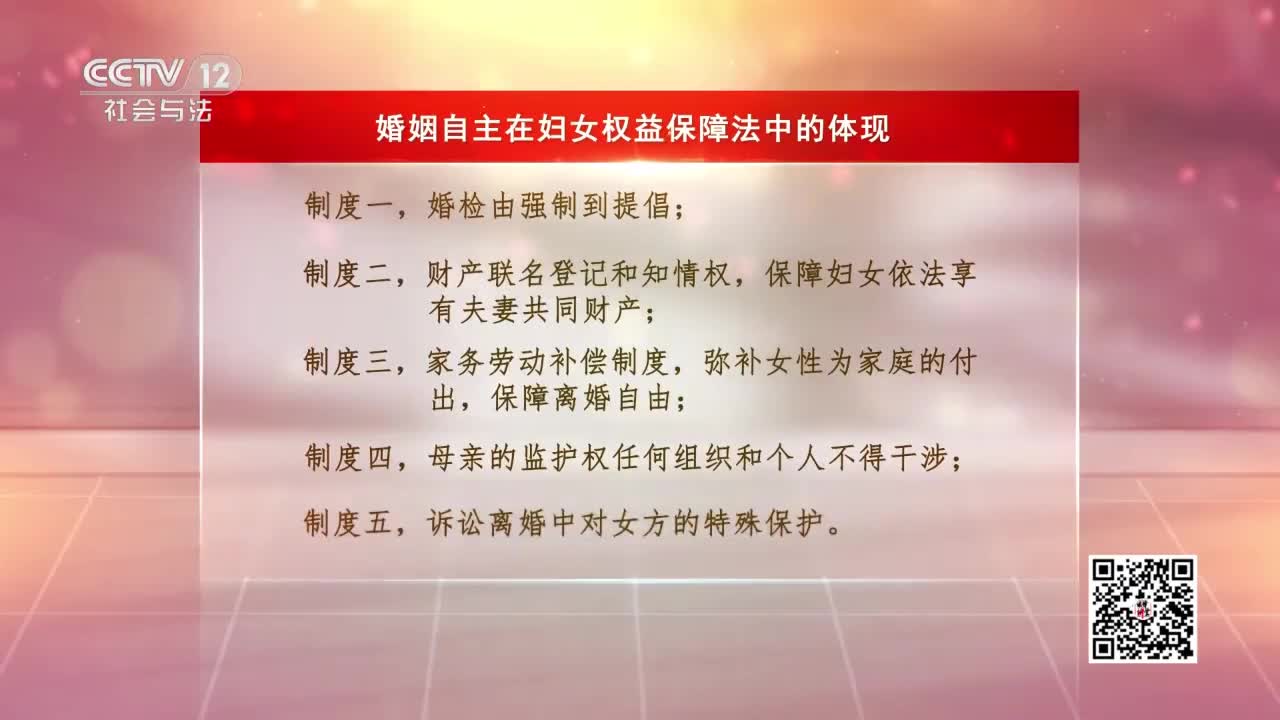 CCTV 12
社会与法
婚姻自主在妇女权益保障法中的体现
制度一，婚检由强制到提倡；
制度二，财产联名登记和知情权，保障妇女依法享
有夫妻共同财产；
制度三，家务劳动补偿制度，弥补女性为家庭的付
出，保障离婚自由；
制度四，母亲的监护权任何组织和个人不得干涉；
制度五，诉讼离婚中对女方的特殊保护。